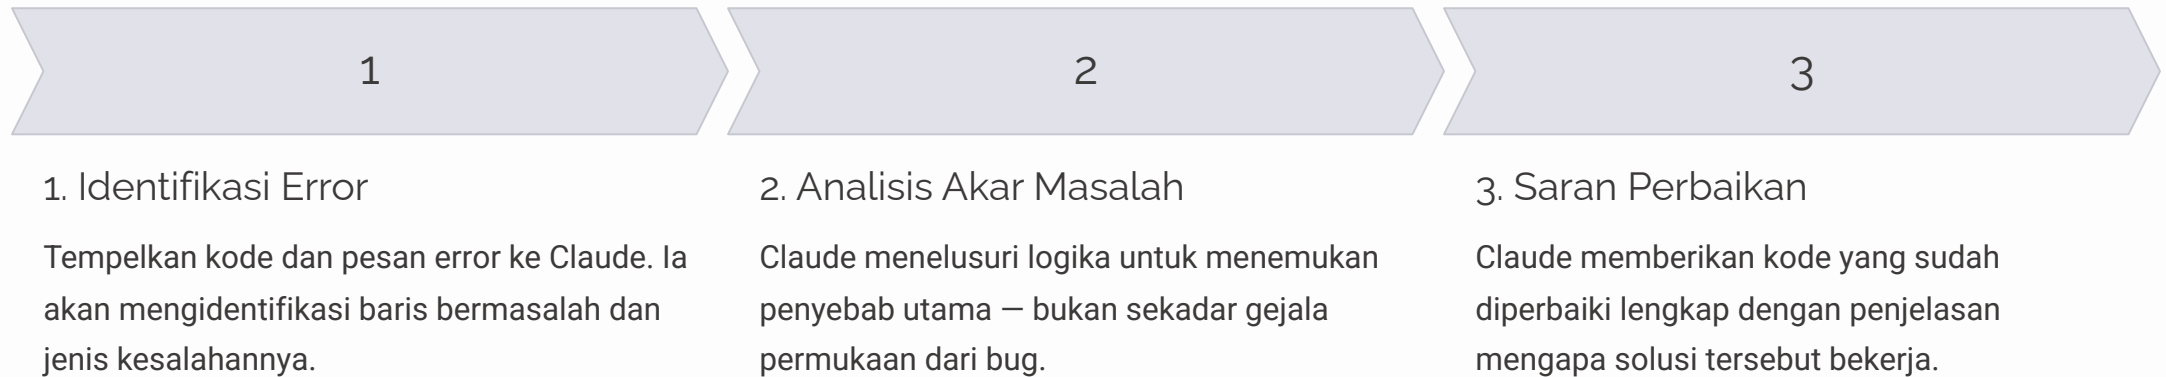 1
2
3
1. Identifikasi Error
Tempelkan kode dan pesan error ke Claude. Ia
akan mengidentifikasi baris bermasalah dan
jenis kesalahannya.
2. Analisis Akar Masalah
Claude menelusuri logika untuk menemukan
penyebab utama — bukan sekadar gejala
permukaan dari bug.
3. Saran Perbaikan
Claude memberikan kode yang sudah
diperbaiki lengkap dengan penjelasan
mengapa solusi tersebut bekerja.